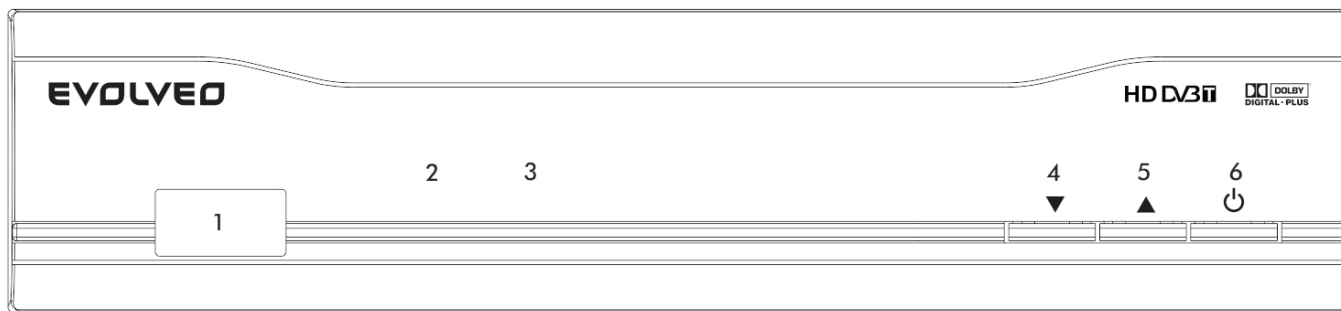 EVOLVEO
HD DVB T
DOLBY
DIGITAL·PLUS
2 3 4 5 6
1